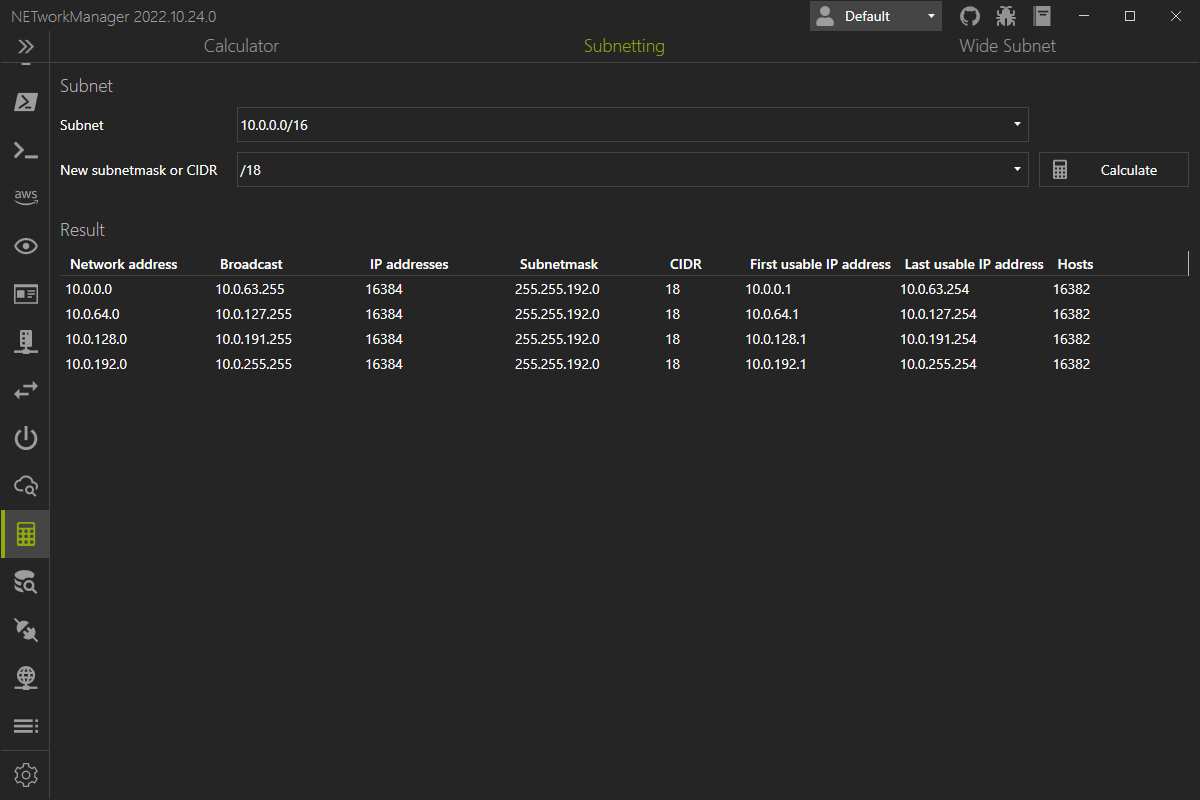 NETworkManager 2022.10.24.0 Default
Calculator Subnetting Wide Subnet
Subnet
Subnet 10.0.0.0/16
New subnetmask or CIDR /18 Calculate
aws
Result
Network address Broadcast IP addresses Subnetmask CIDR First usable IP address Last usable IP address Hosts
10.0.0.0 10.0.63.255 16384 255.255.192.0 18 10.0.0.1 10.0.63.254 16382
10.0.64.0 10.0.127.255 16384 255.255.192.0 18 10.0.64.1 10.0.127.254 16382
10.0.128.0 10.0.191.255 16384 255.255.192.0 18 10.0.128.1 10.0.191.254 16382
10.0.192.0 10.0.255.255 16384 255.255.192.0 18 10.0.192.1 10.0.255.254 16382